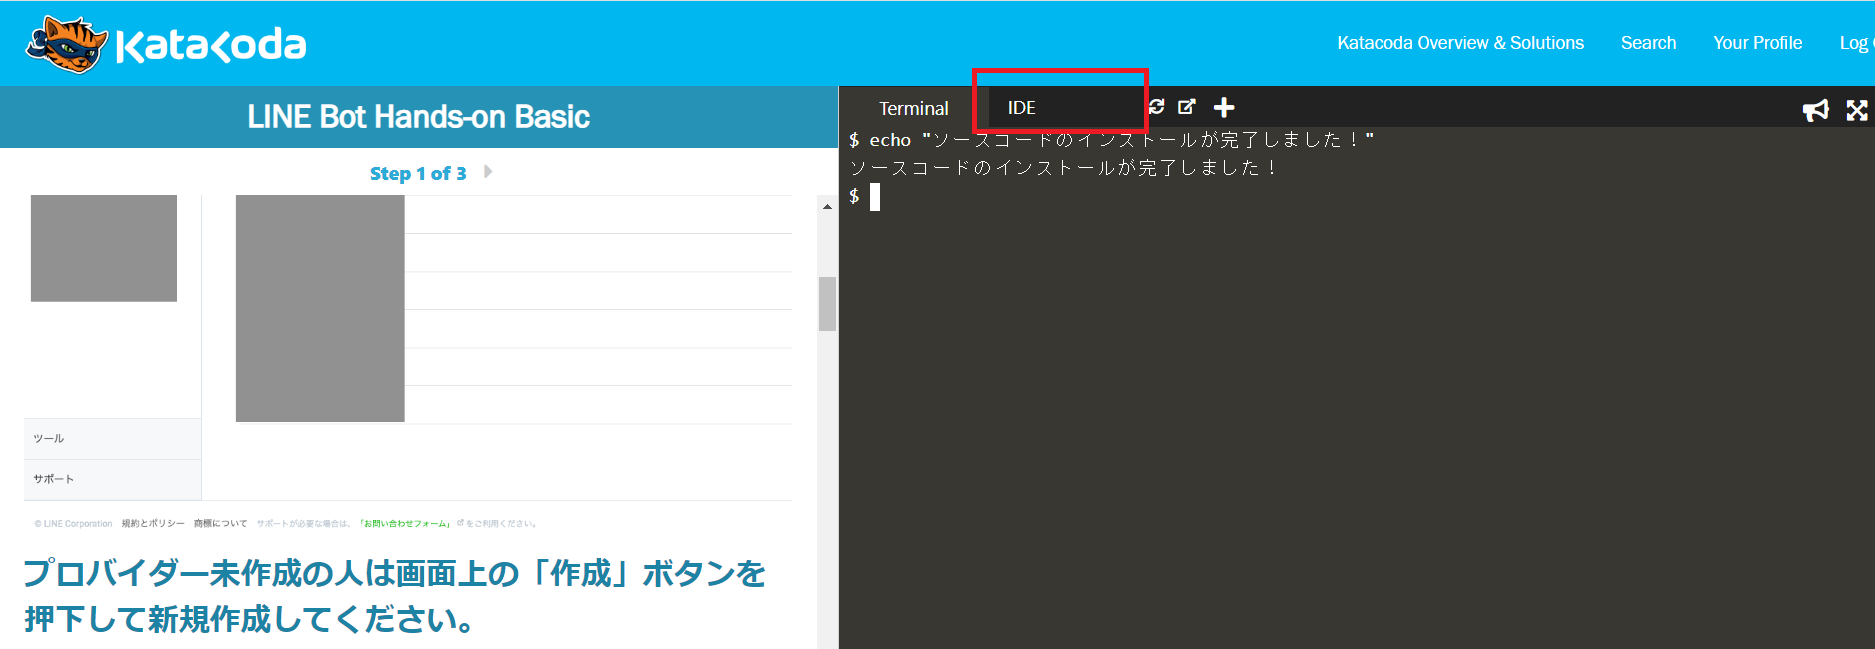 Katacoda
Katacoda Overview & Solutions
Search
Your Profile
Log
LINE Bot Hands-on Basic
Step 1 of 3
ツール
サポート
© LINE Corporation 規約とポリシー 商標について サポートが必要な場合は、「お問い合わせフォーム」をご利用ください。
プロバイダー未作成の人は画面上の「作成」ボタンを
押下して新規作成してください。
Terminal
IDE
$ echo "ソースコードのインストールが完了しました！"
ソースコードのインストールが完了しました！
$